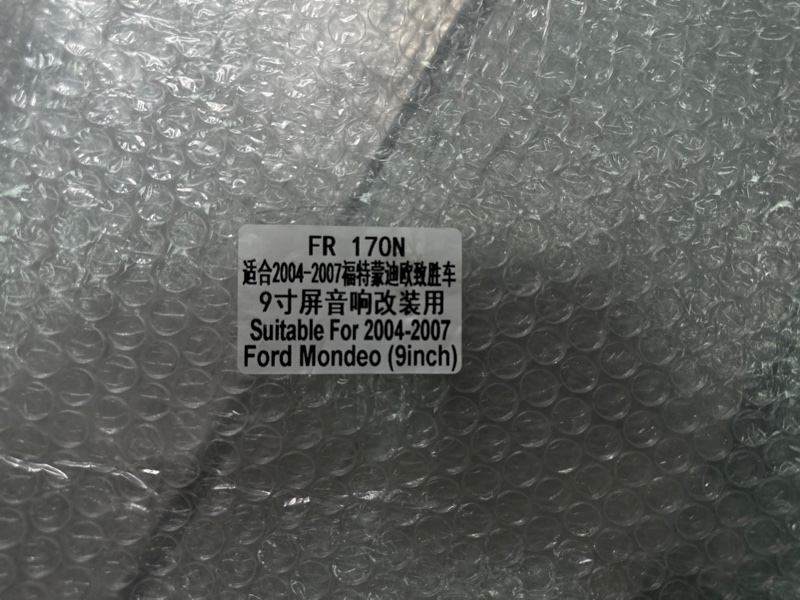 FR 170N
适合2004-2007福特蒙迪欧致胜车
9寸屏音响改装用
Suitable For 2004-2007
Ford Mondeo (9inch)